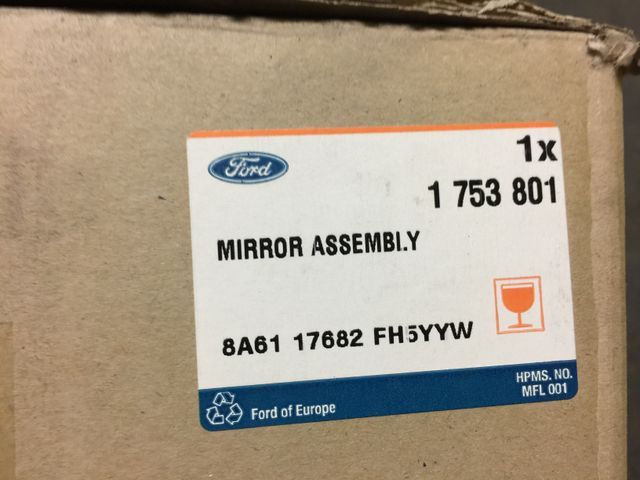 Ford
1x
1 753 801
MIRROR ASSEMBLY
8A61 17682 FH5YYW
HPMS. NO.
MFL 001
Ford of Europe